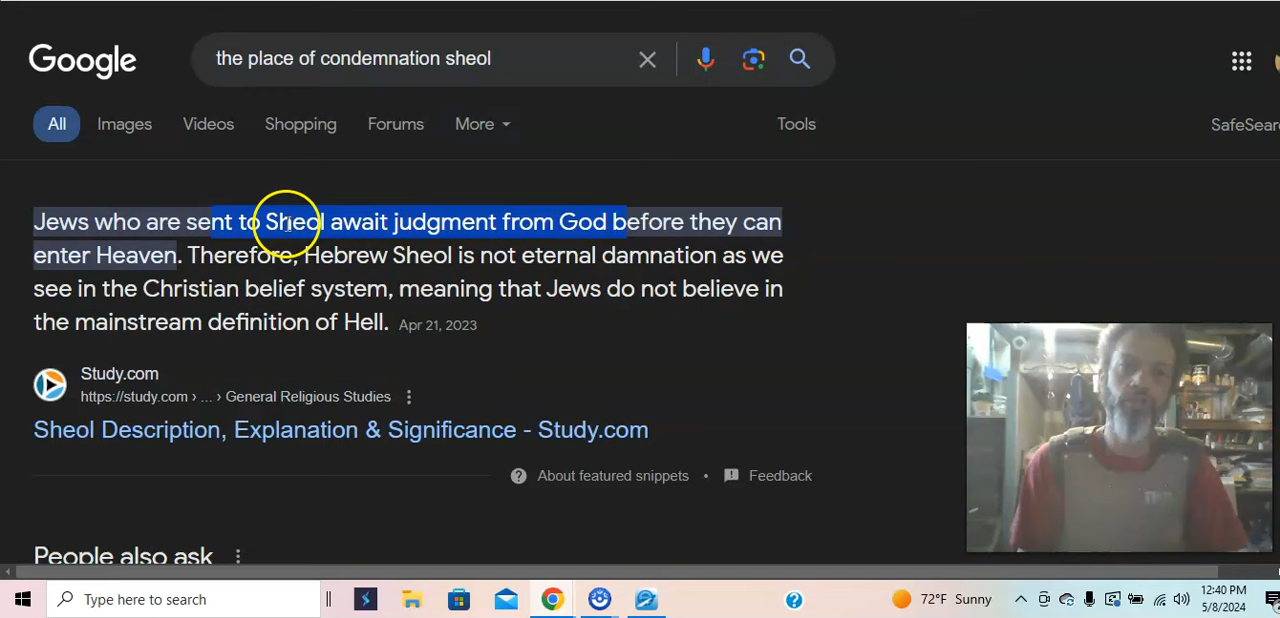 Google
the place of condemnation sheol
All Images Videos Shopping Forums More Tools SafeSear
Jews who are sent to Sheol await judgment from God before they can
enter Heaven. Therefore, Hebrew Sheol is not eternal damnation as we
see in the Christian belief system, meaning that Jews do not believe in
the mainstream definition of Hell. Apr 21, 2023
Study.com
https://study.com › ... › General Religious Studies
Sheol Description, Explanation & Significance - Study.com
About featured snippets • Feedback
People also ask
Type here to search
72°F Sunny
12:40 PM
5/8/2024